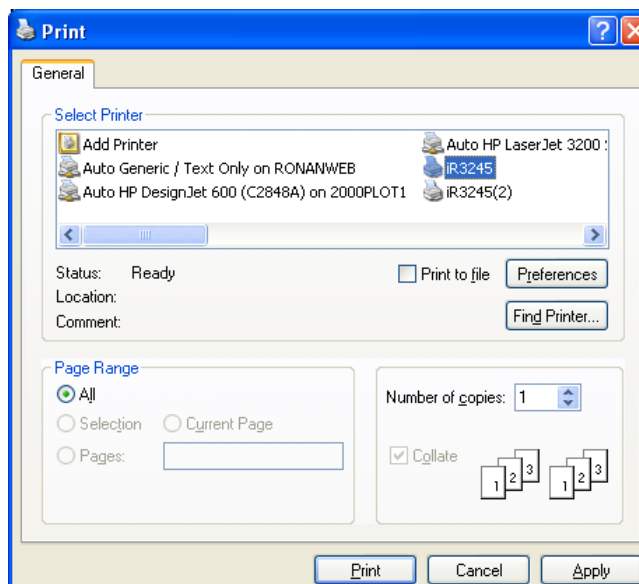 Print
General
Select Printer
Add Printer
Auto HP LaserJet 3200 :
Auto Generic / Text Only on RONANWEB
iR3245
Auto HP DesignJet 600 (C2848A) on 2000PLOT1
iR3245(2)
Status: Ready
Print to file
Preferences
Location:
Comment:
Find Printer...
Page Range
All
Number of copies: 1
Selection Current Page
Pages:
Collate
1 2 3 1 2 3
Print Cancel Apply